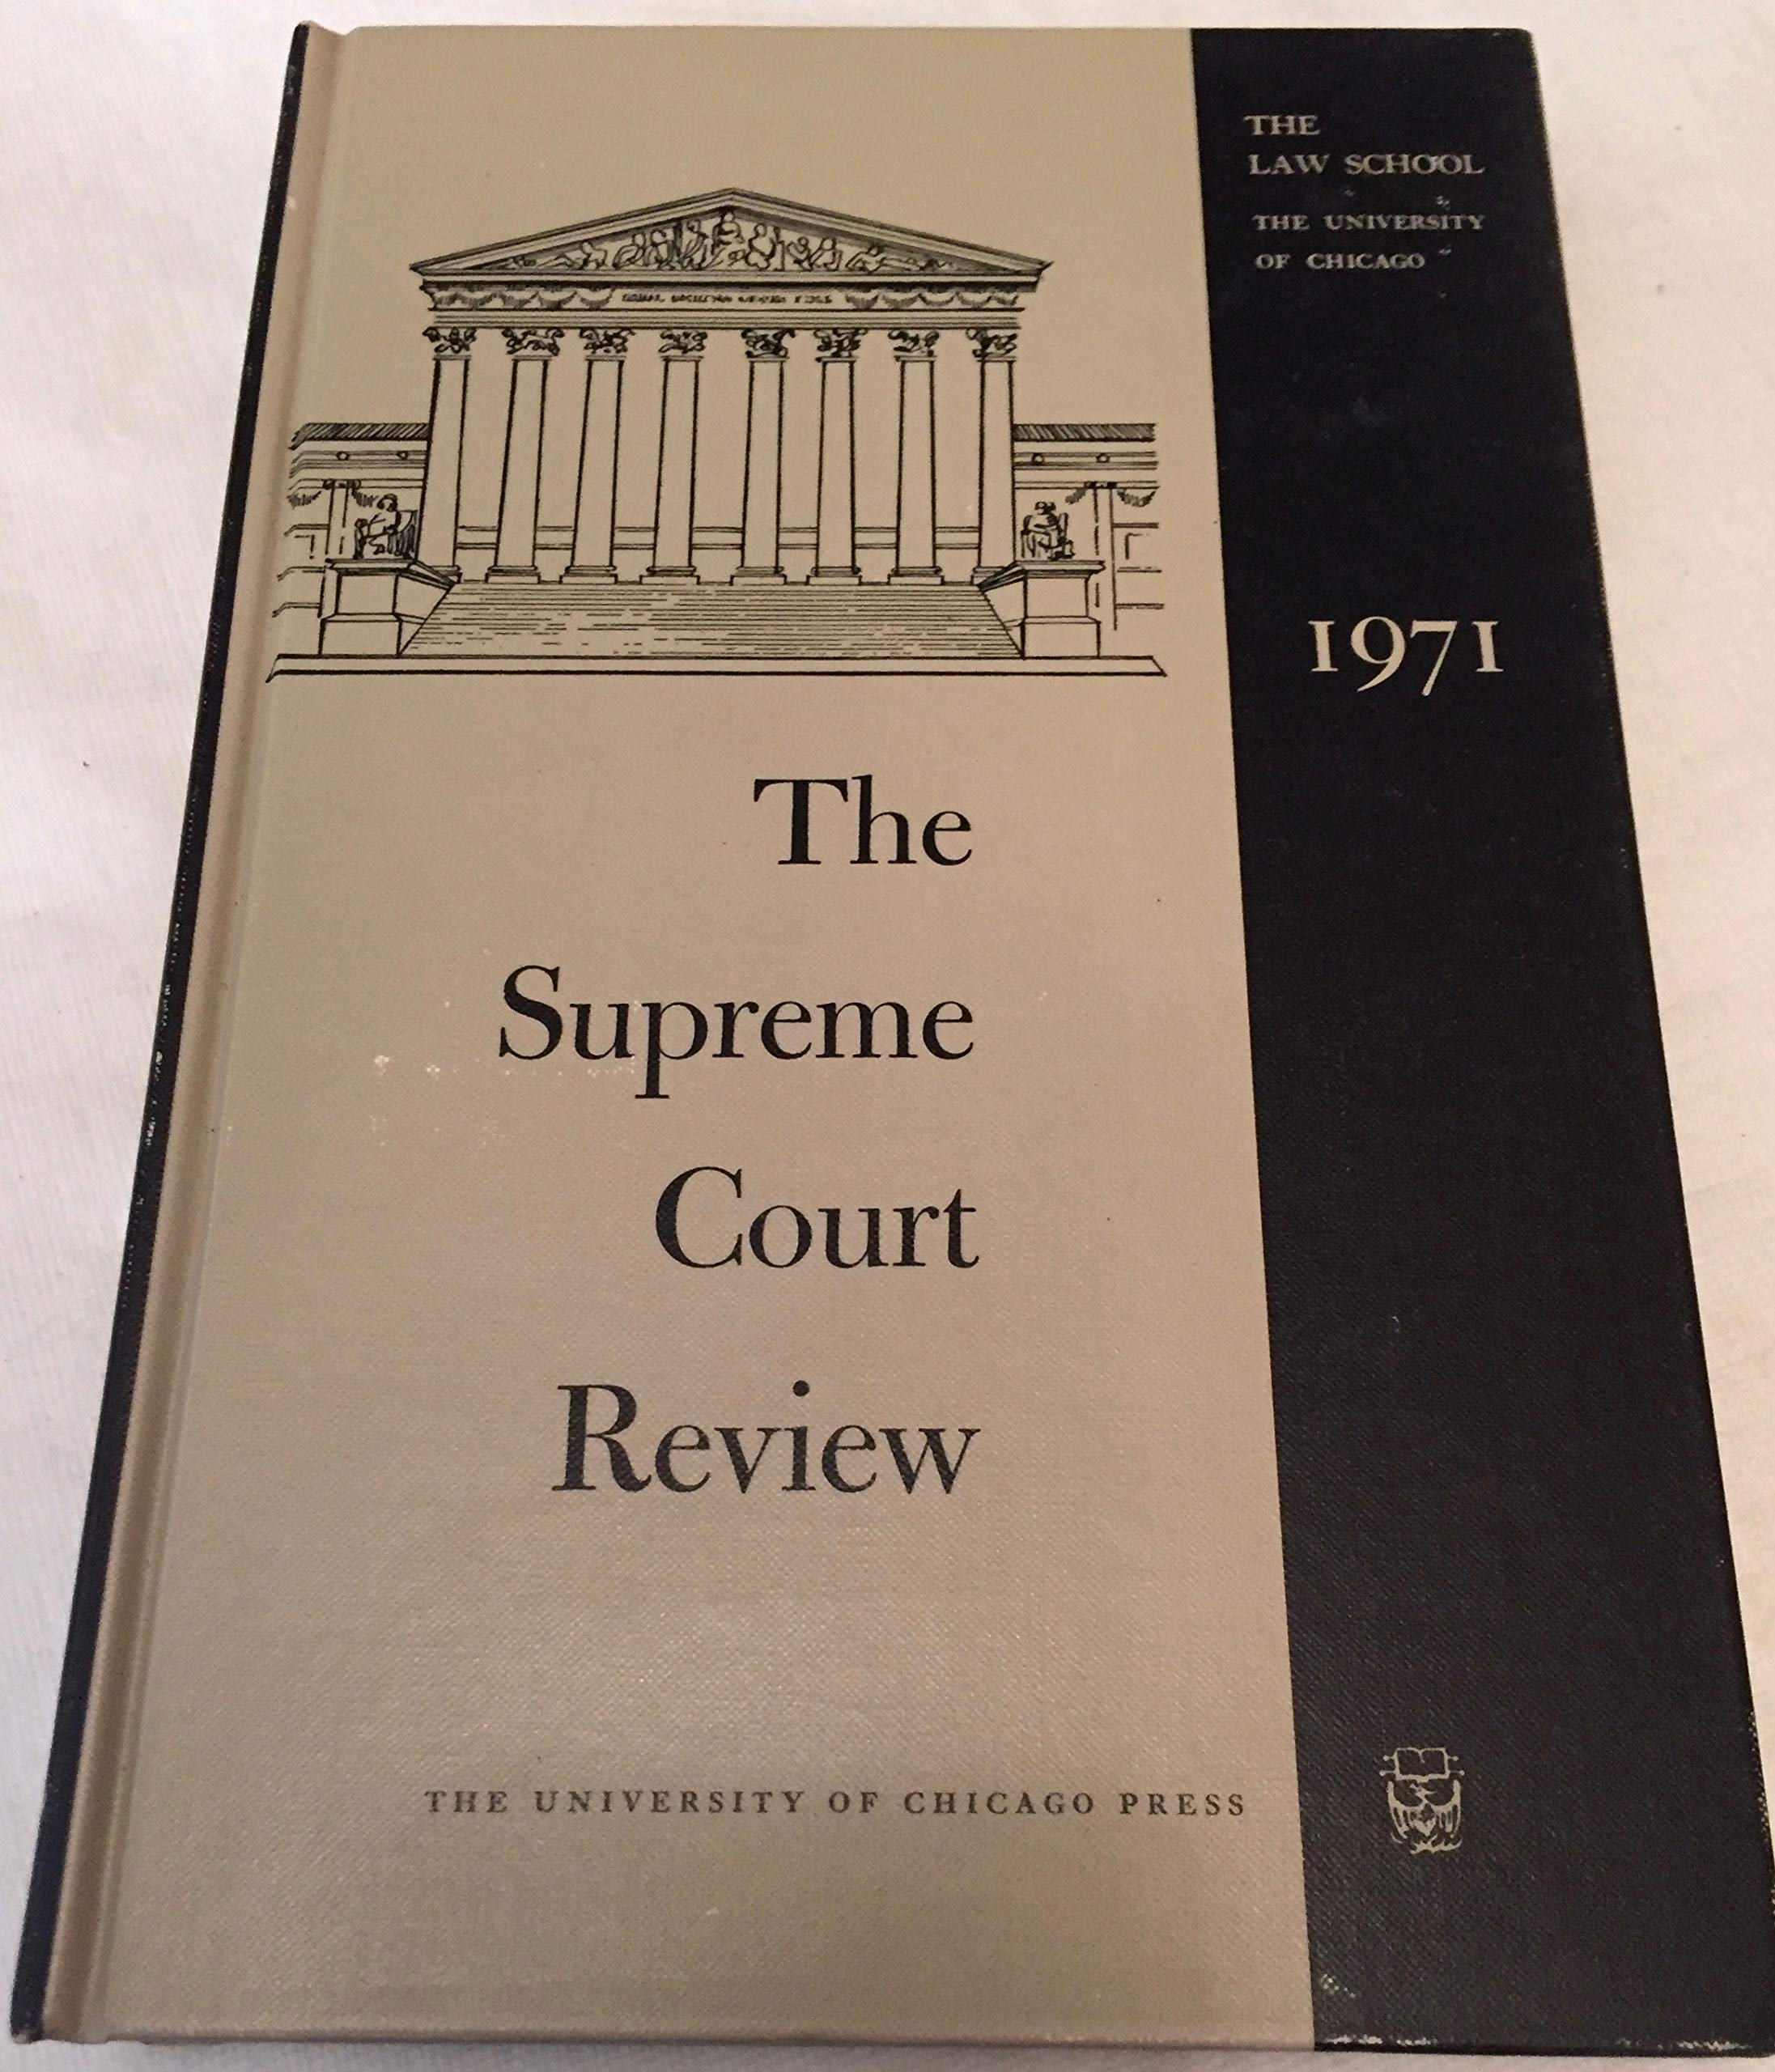 THE
LAW SCHOOL
THE UNIVERSITY
OF CHICAGO
1971
The
Supreme
Court
Review
THE UNIVERSITY OF CHICAGO PRESS